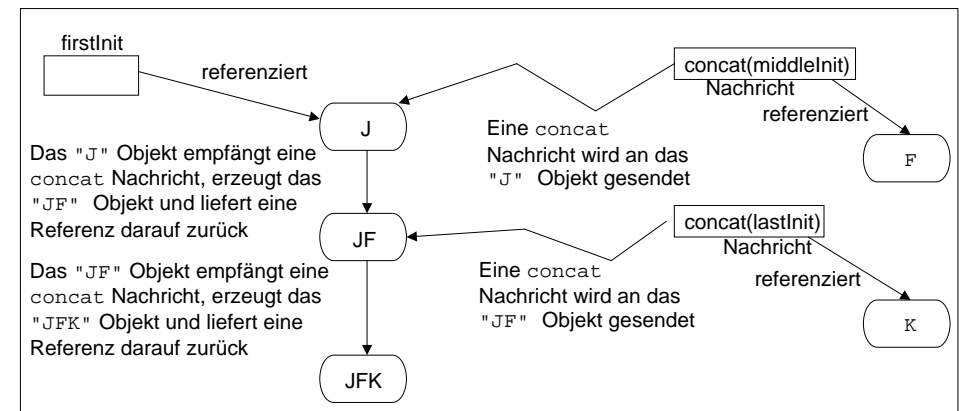 firstInit
referenziert
J
concat(middleInit)
Nachricht
referenziert
F
Das "J" Objekt empfängt eine
concat Nachricht, erzeugt das
"JF" Objekt und liefert eine
Referenz darauf zurück
Eine concat
Nachricht wird an das
"J" Objekt gesendet
JF
concat(lastInit)
Nachricht
referenziert
K
Das "JF" Objekt empfängt eine
concat Nachricht, erzeugt das
"JFK" Objekt und liefert eine
Referenz darauf zurück
Eine concat
Nachricht wird an das
"JF" Objekt gesendet
JFK